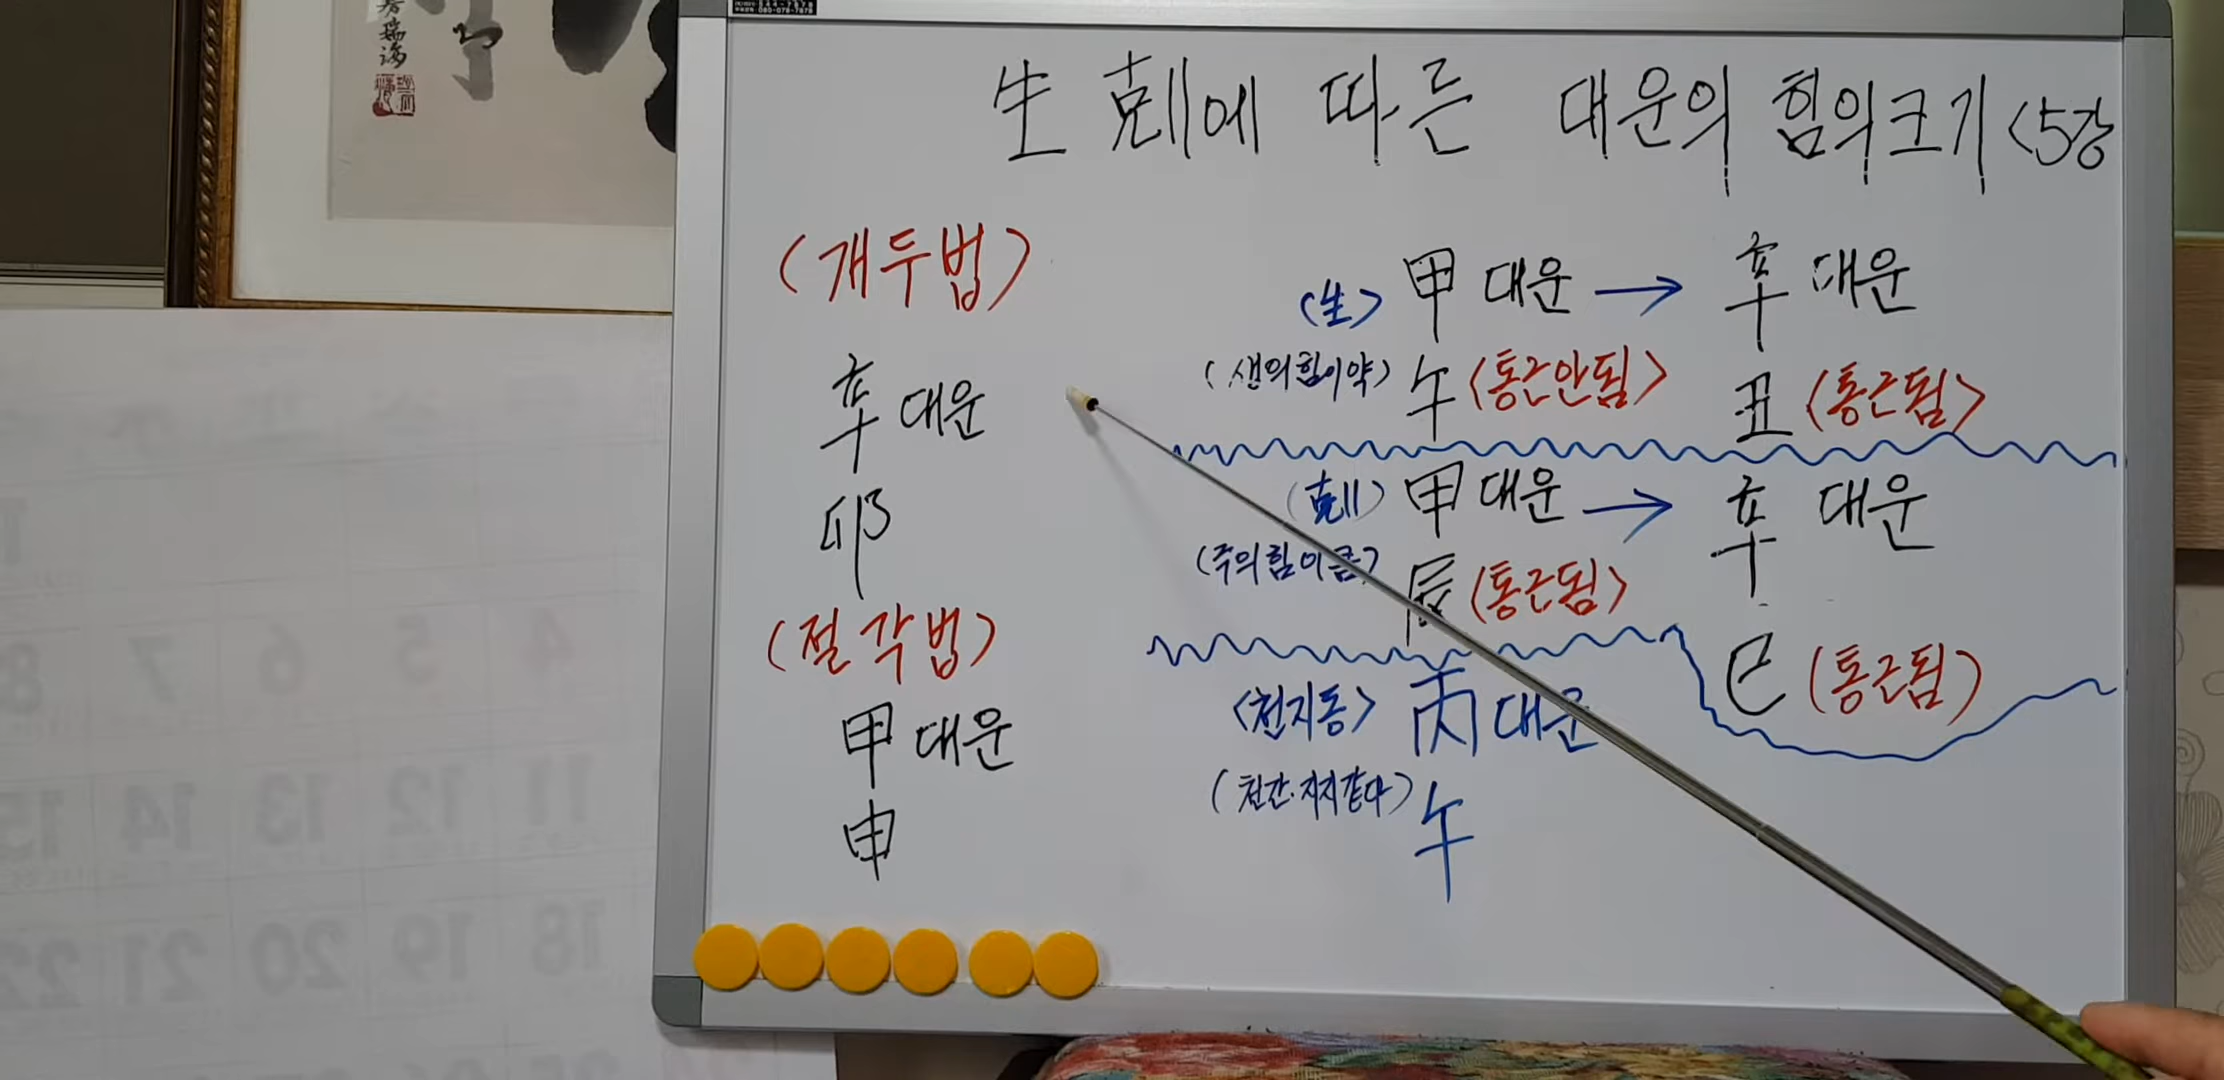 生 剋에 따른 대운의 힘의크기 <5강
(개두법)
辛 대운
卯
(절각법)
甲 대운
申
<生> 甲 대운 → 辛 대운
(생의힘이약) 午 <통근안됨> 丑 <통근됨>
(剋) 甲 대운 → 辛 대운
(주의힘이큼) 辰 <통근됨> 巳 (통근됨)
<천지동> 丙 대운
(천간·지지같다) 午